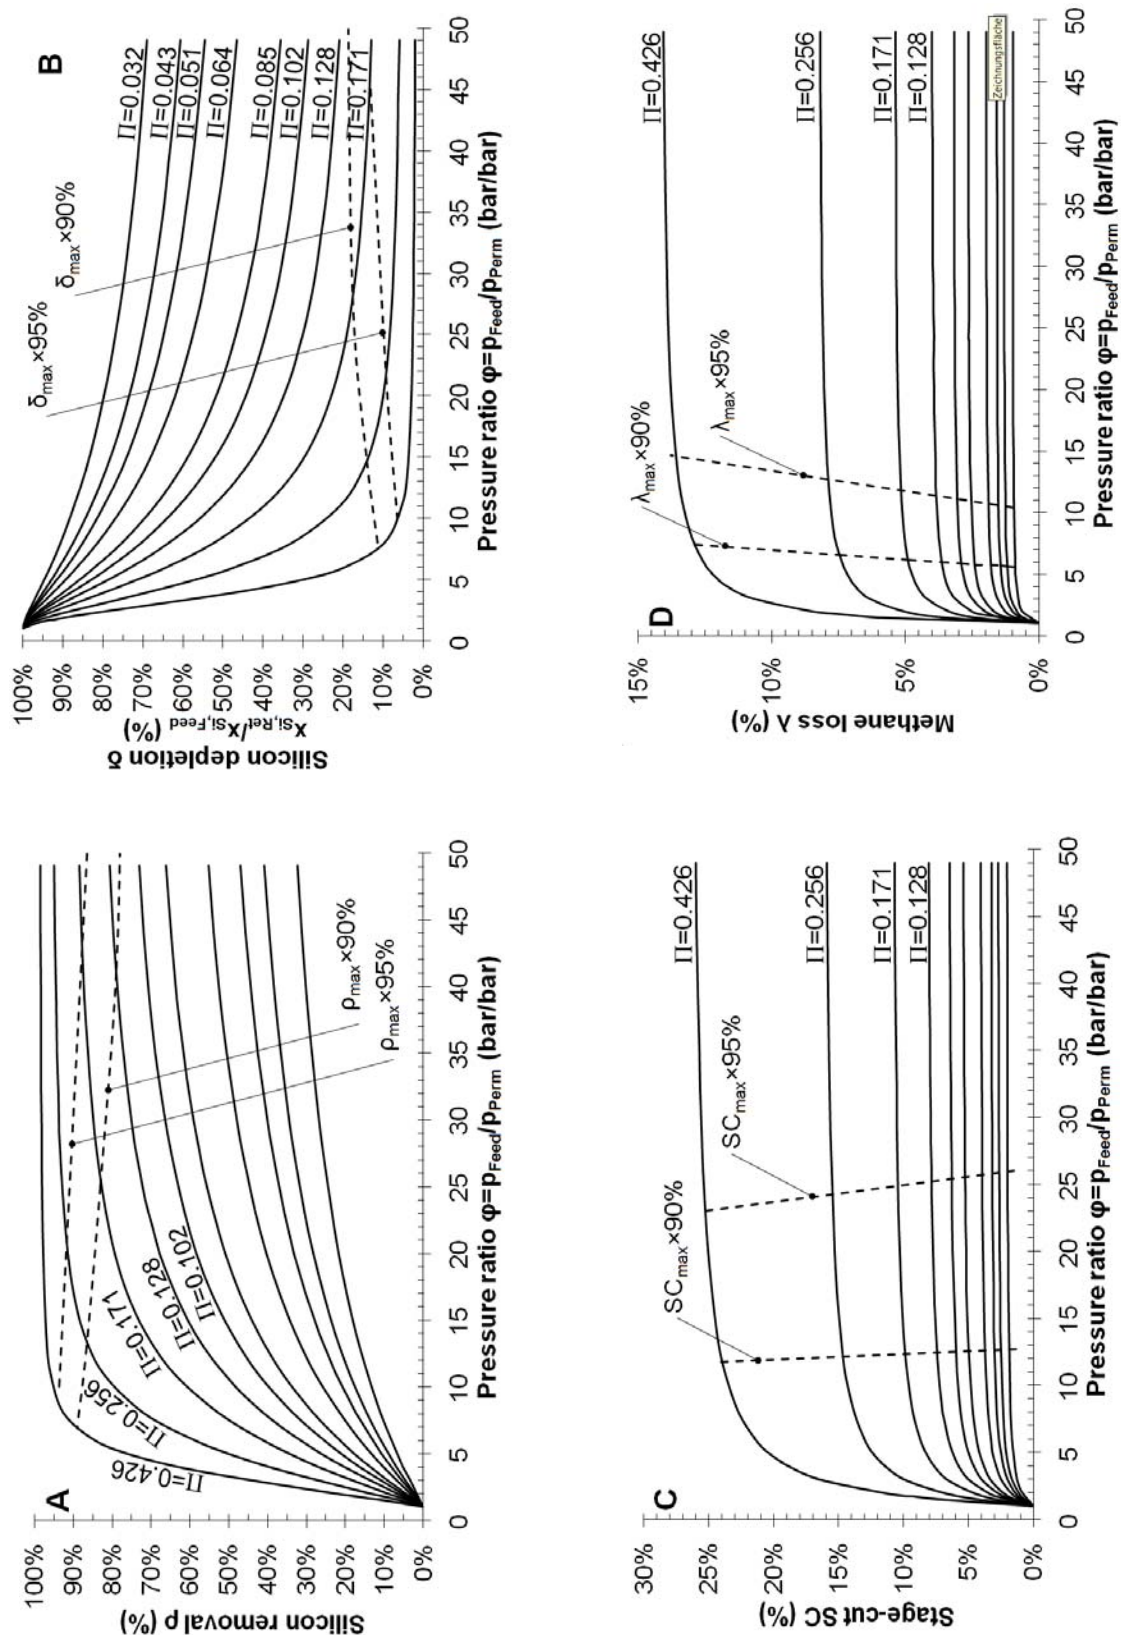 A
100%
90%
80%
70%
60%
50%
40%
30%
20%
10%
0%
Silicon removal ρ (%)
Π=0.426
Π=0.256
Π=0.171
Π=0.128
Π=0.102
ρmax×90%
ρmax×95%
0 5 10 15 20 25 30 35 40 45 50
Pressure ratio φ=pFeed/pPerm (bar/bar)
B
100%
90%
80%
70%
60%
50%
40%
30%
20%
10%
0%
Silicon depletion δ
xSi,Ret/xSi,Feed (%)
δmax×95%
δmax×90%
Π=0.032
Π=0.043
Π=0.051
Π=0.064
Π=0.085
Π=0.102
Π=0.128
Π=0.171
0 5 10 15 20 25 30 35 40 45 50
Pressure ratio φ=pFeed/pPerm (bar/bar)
C
30%
25%
20%
15%
10%
5%
0%
Stage-cut SC (%)
SCmax×90%
SCmax×95%
Π=0.426
Π=0.256
Π=0.171
Π=0.128
0 5 10 15 20 25 30 35 40 45 50
Pressure ratio φ=pFeed/pPerm (bar/bar)
D
15%
10%
5%
0%
Methane loss λ (%)
λmax×90%
λmax×95%
Π=0.426
Π=0.256
Π=0.171
Π=0.128
Zeichnungsfläche
0 5 10 15 20 25 30 35 40 45 50
Pressure ratio φ=pFeed/pPerm (bar/bar)